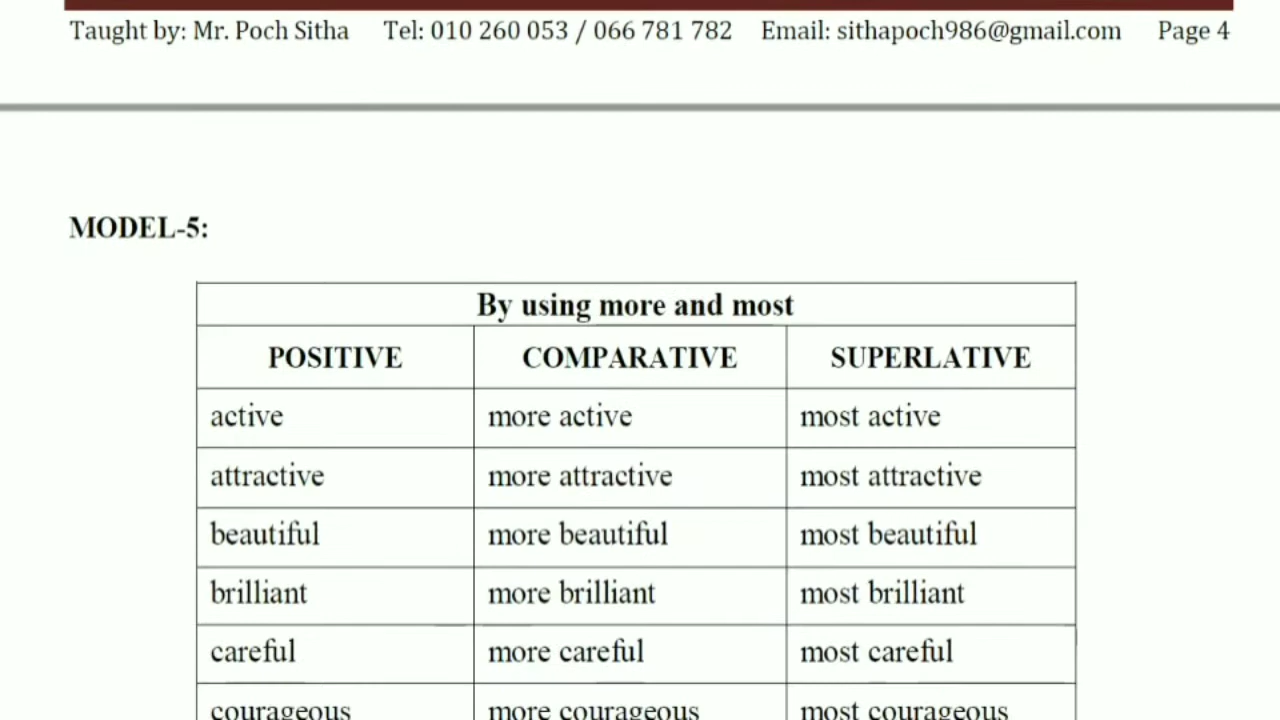 Taught by: Mr. Poch Sitha Tel: 010 260 053 / 066 781 782 Email: sithapoch986@gmail.com Page 4
MODEL-5:
By using more and most
POSITIVE COMPARATIVE SUPERLATIVE
active more active most active
attractive more attractive most attractive
beautiful more beautiful most beautiful
brilliant more brilliant most brilliant
careful more careful most careful
courageous more courageous most courageous